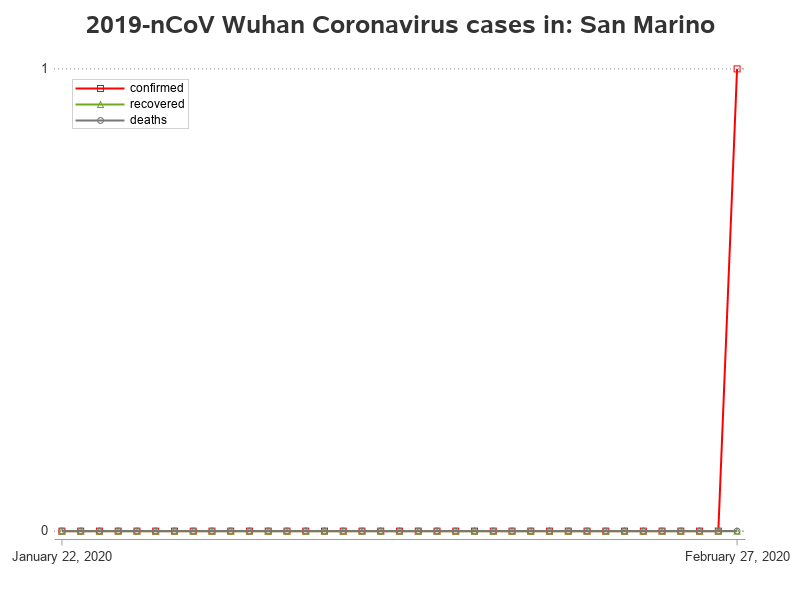 2019-nCoV Wuhan Coronavirus cases in: San Marino
1
confirmed
recovered
deaths
0
January 22, 2020
February 27, 2020